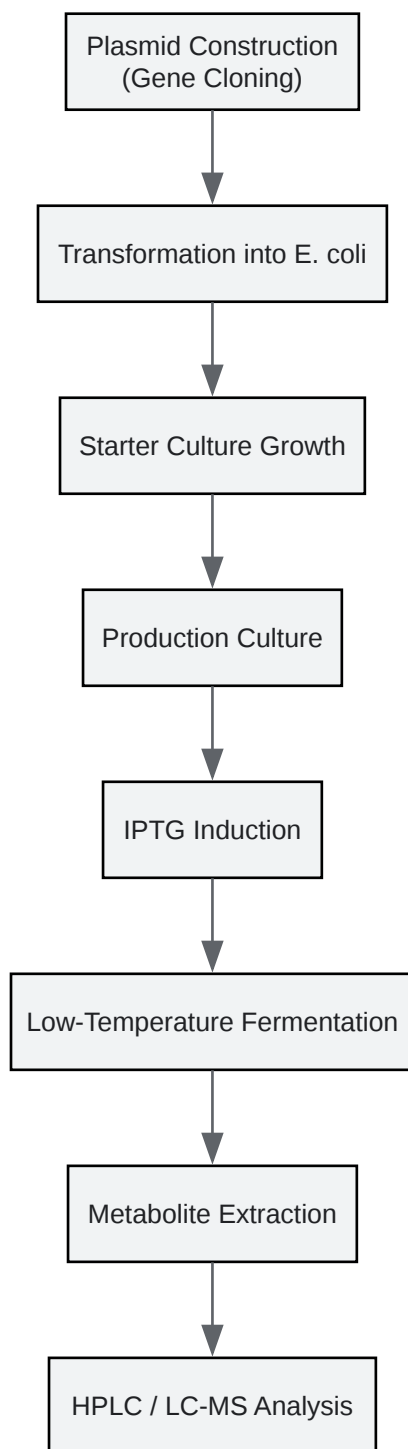 Plasmid Construction
(Gene Cloning)
Transformation into E. coli
Starter Culture Growth
Production Culture
IPTG Induction
Low-Temperature Fermentation
Metabolite Extraction
HPLC / LC-MS Analysis